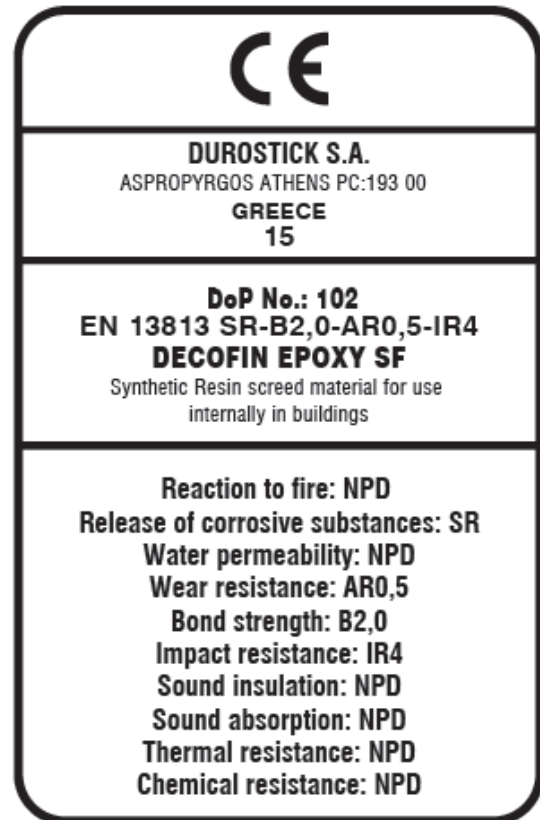 CE
DUROSTICK S.A.
ASPROPYRGOS ATHENS PC:193 00
GREECE
15
DoP No.: 102
EN 13813 SR-B2,0-AR0,5-IR4
DECOFIN EPOXY SF
Synthetic Resin screed material for use
internally in buildings
Reaction to fire: NPD
Release of corrosive substances: SR
Water permeability: NPD
Wear resistance: AR0,5
Bond strength: B2,0
Impact resistance: IR4
Sound insulation: NPD
Sound absorption: NPD
Thermal resistance: NPD
Chemical resistance: NPD